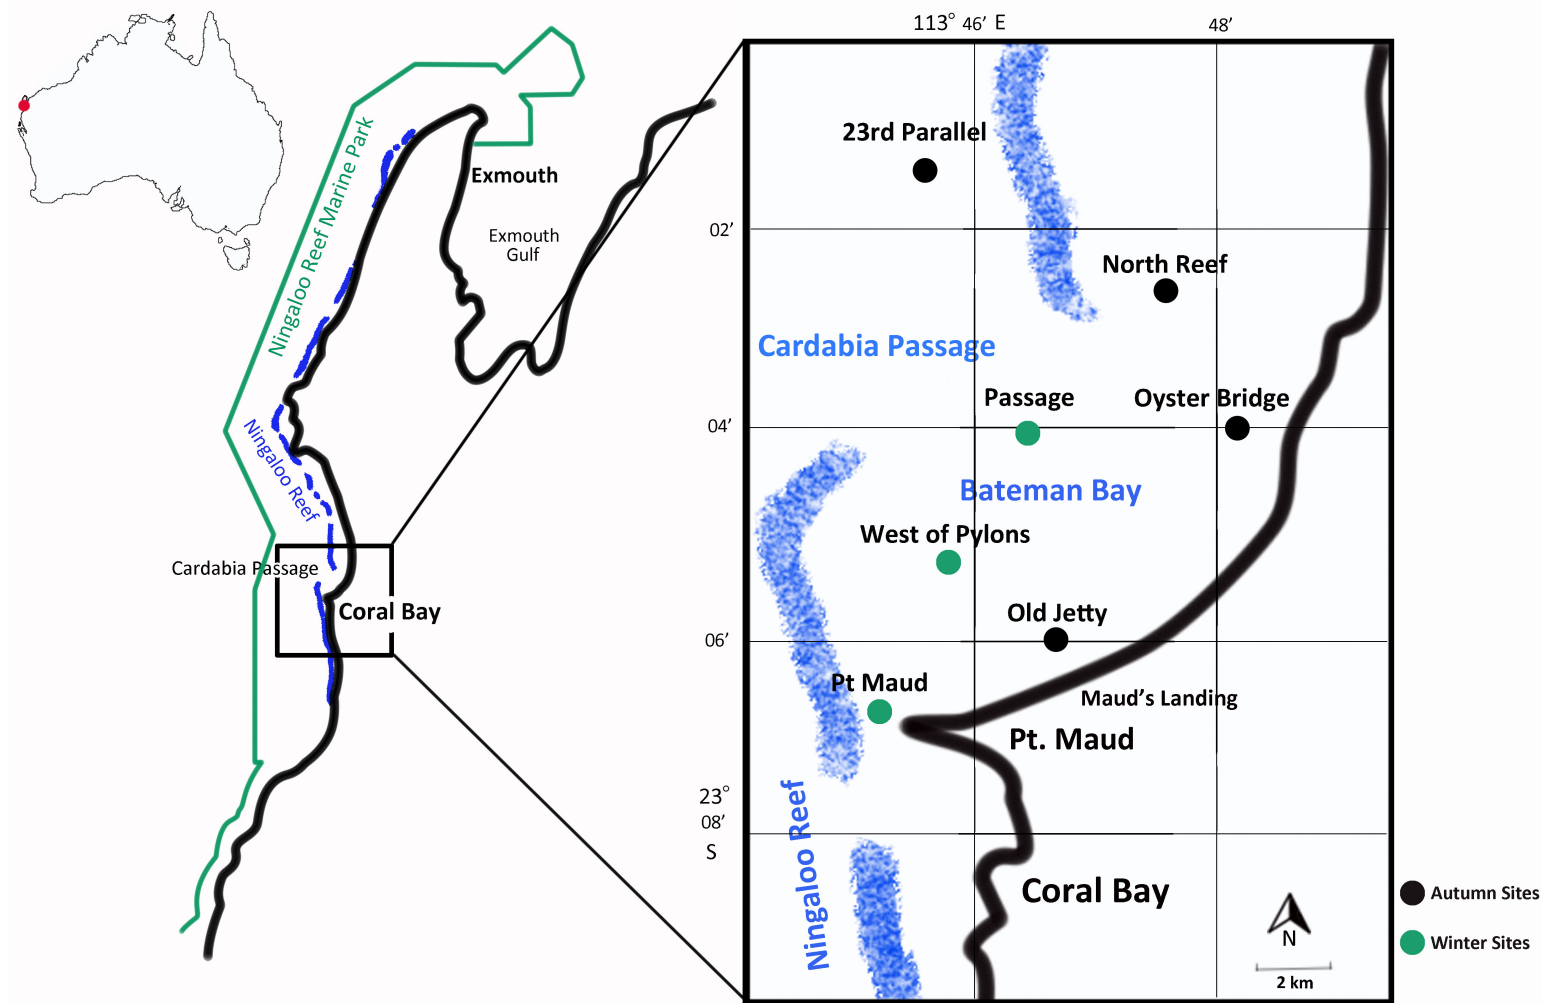 113° 46' E
48'
23rd Parallel
Ningaloo Reef Marine Park
Exmouth
02'
Exmouth
Gulf
North Reef
Cardabia Passage
Passage
Oyster Bridge
04'
Ningaloo Reef
Bateman Bay
West of Pylons
Cardabia Passage
Coral Bay
Old Jetty
06'
Pt Maud
Maud's Landing
Pt. Maud
23°
08'
S
Ningaloo Reef
Coral Bay
Autumn Sites
N
Winter Sites
2 km